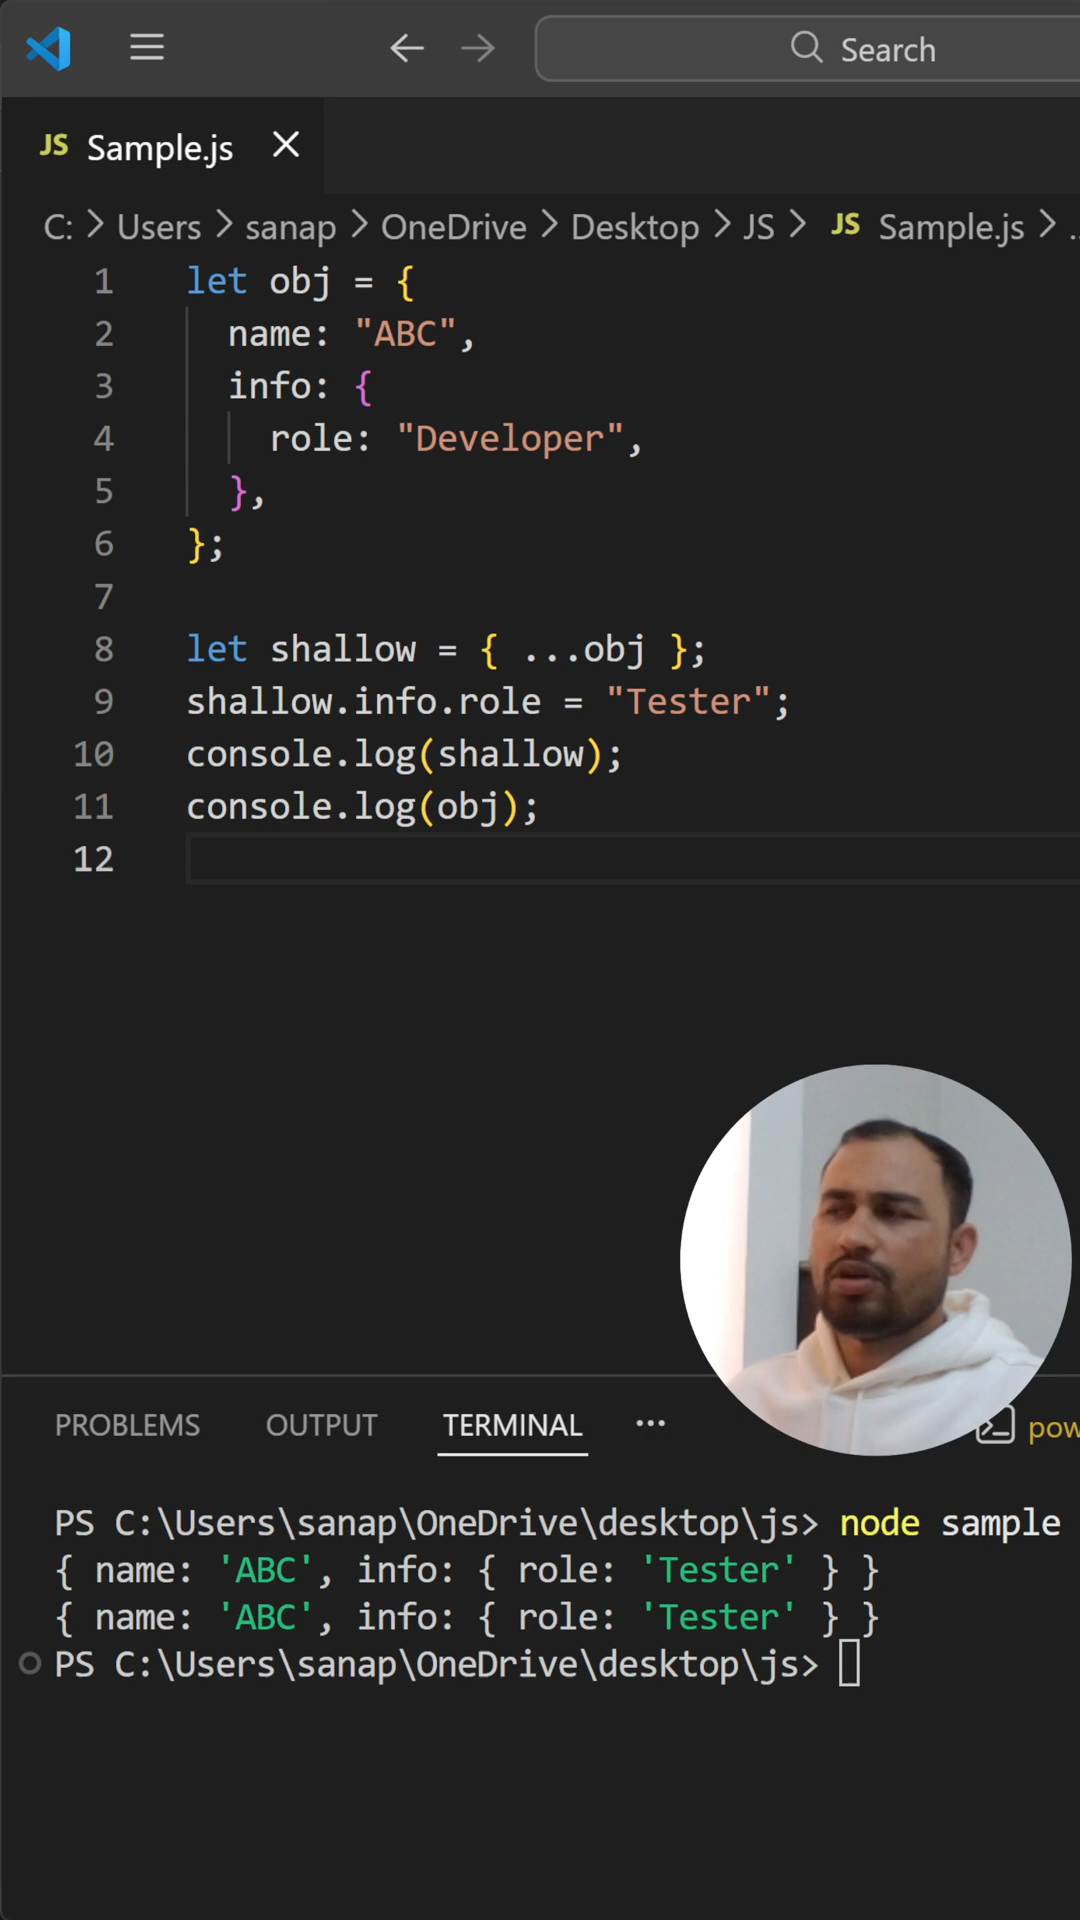 Search
JS Sample.js
C: > Users > sanap > OneDrive > Desktop > JS > JS Sample.js > ..
1 let obj = {
2 name: "ABC",
3 info: {
4 role: "Developer",
5 },
6 };
7
8 let shallow = { ...obj };
9 shallow.info.role = "Tester";
10 console.log(shallow);
11 console.log(obj);
12
PROBLEMS OUTPUT TERMINAL ··· pow
PS C:\Users\sanap\OneDrive\desktop\js> node sample
{ name: 'ABC', info: { role: 'Tester' } }
{ name: 'ABC', info: { role: 'Tester' } }
PS C:\Users\sanap\OneDrive\desktop\js>